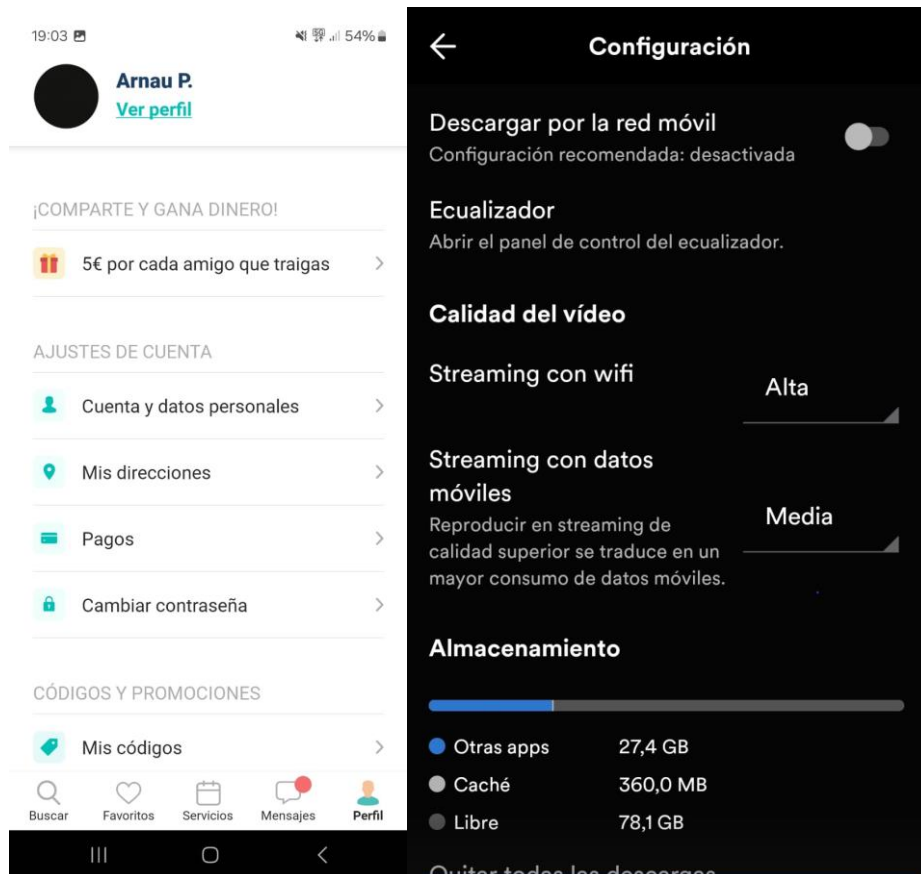 19:03
54%
Arnau P.
Ver perfil
¡COMPARTE Y GANA DINERO!
5€ por cada amigo que traigas
AJUSTES DE CUENTA
Cuenta y datos personales
Mis direcciones
Pagos
Cambiar contraseña
CÓDIGOS Y PROMOCIONES
Mis códigos
Buscar Favoritos Servicios Mensajes Perfil
Configuración
Descargar por la red móvil
Configuración recomendada: desactivada
Ecualizador
Abrir el panel de control del ecualizador.
Calidad del vídeo
Streaming con wifi
Alta
Streaming con datos
móviles
Media
Reproducir en streaming de
calidad superior se traduce en un
mayor consumo de datos móviles.
Almacenamiento
Otras apps 27,4 GB
Caché 360,0 MB
Libre 78,1 GB
Quitar todas las descargas